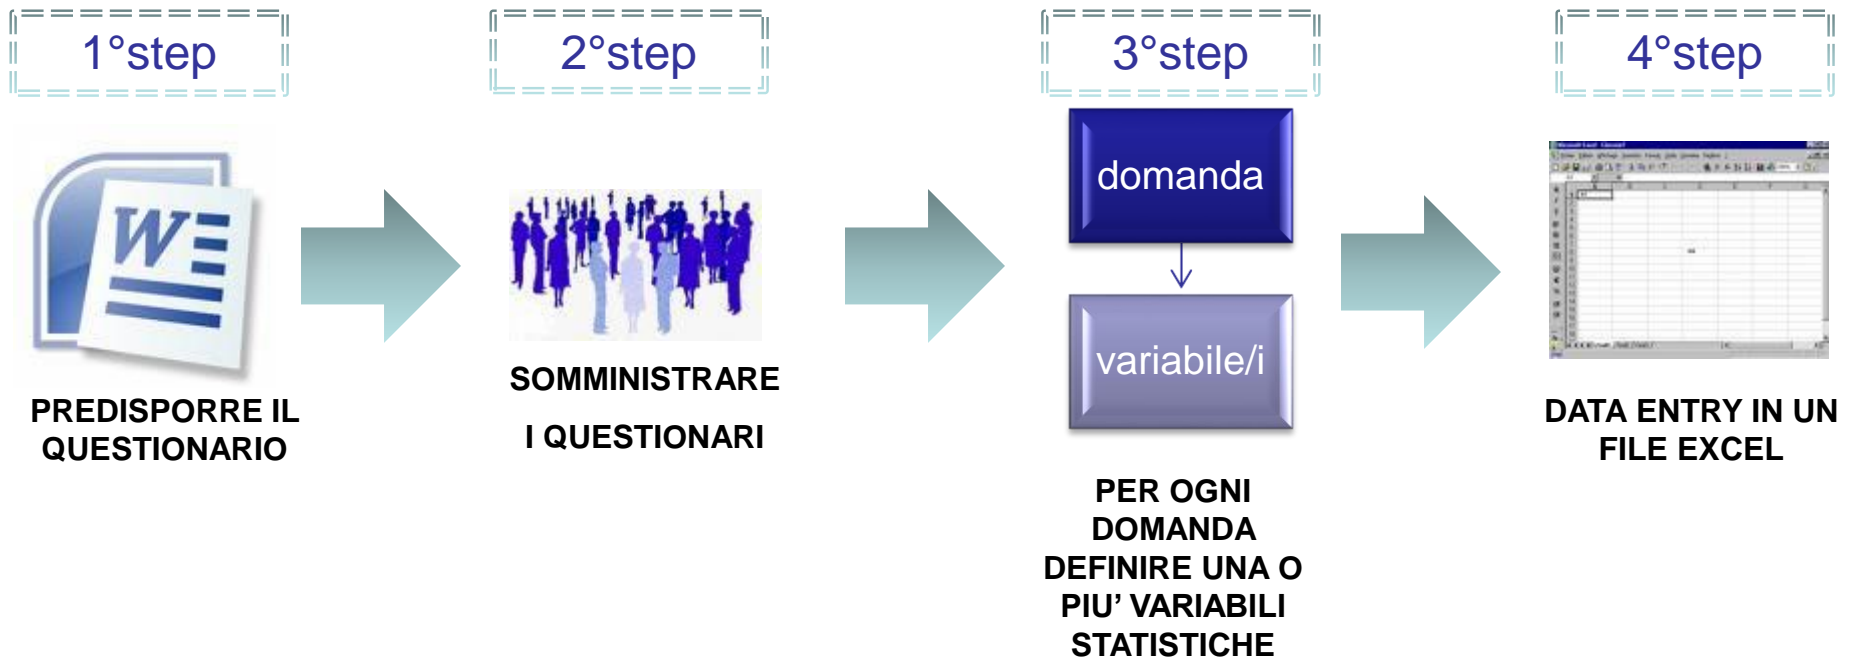 1°step
2°step
3°step
4°step
W
domanda
variabile/i
PREDISPORRE IL
QUESTIONARIO
SOMMINISTRARE
I QUESTIONARI
PER OGNI
DOMANDA
DEFINIRE UNA O
PIU’ VARIABILI
STATISTICHE
DATA ENTRY IN UN
FILE EXCEL